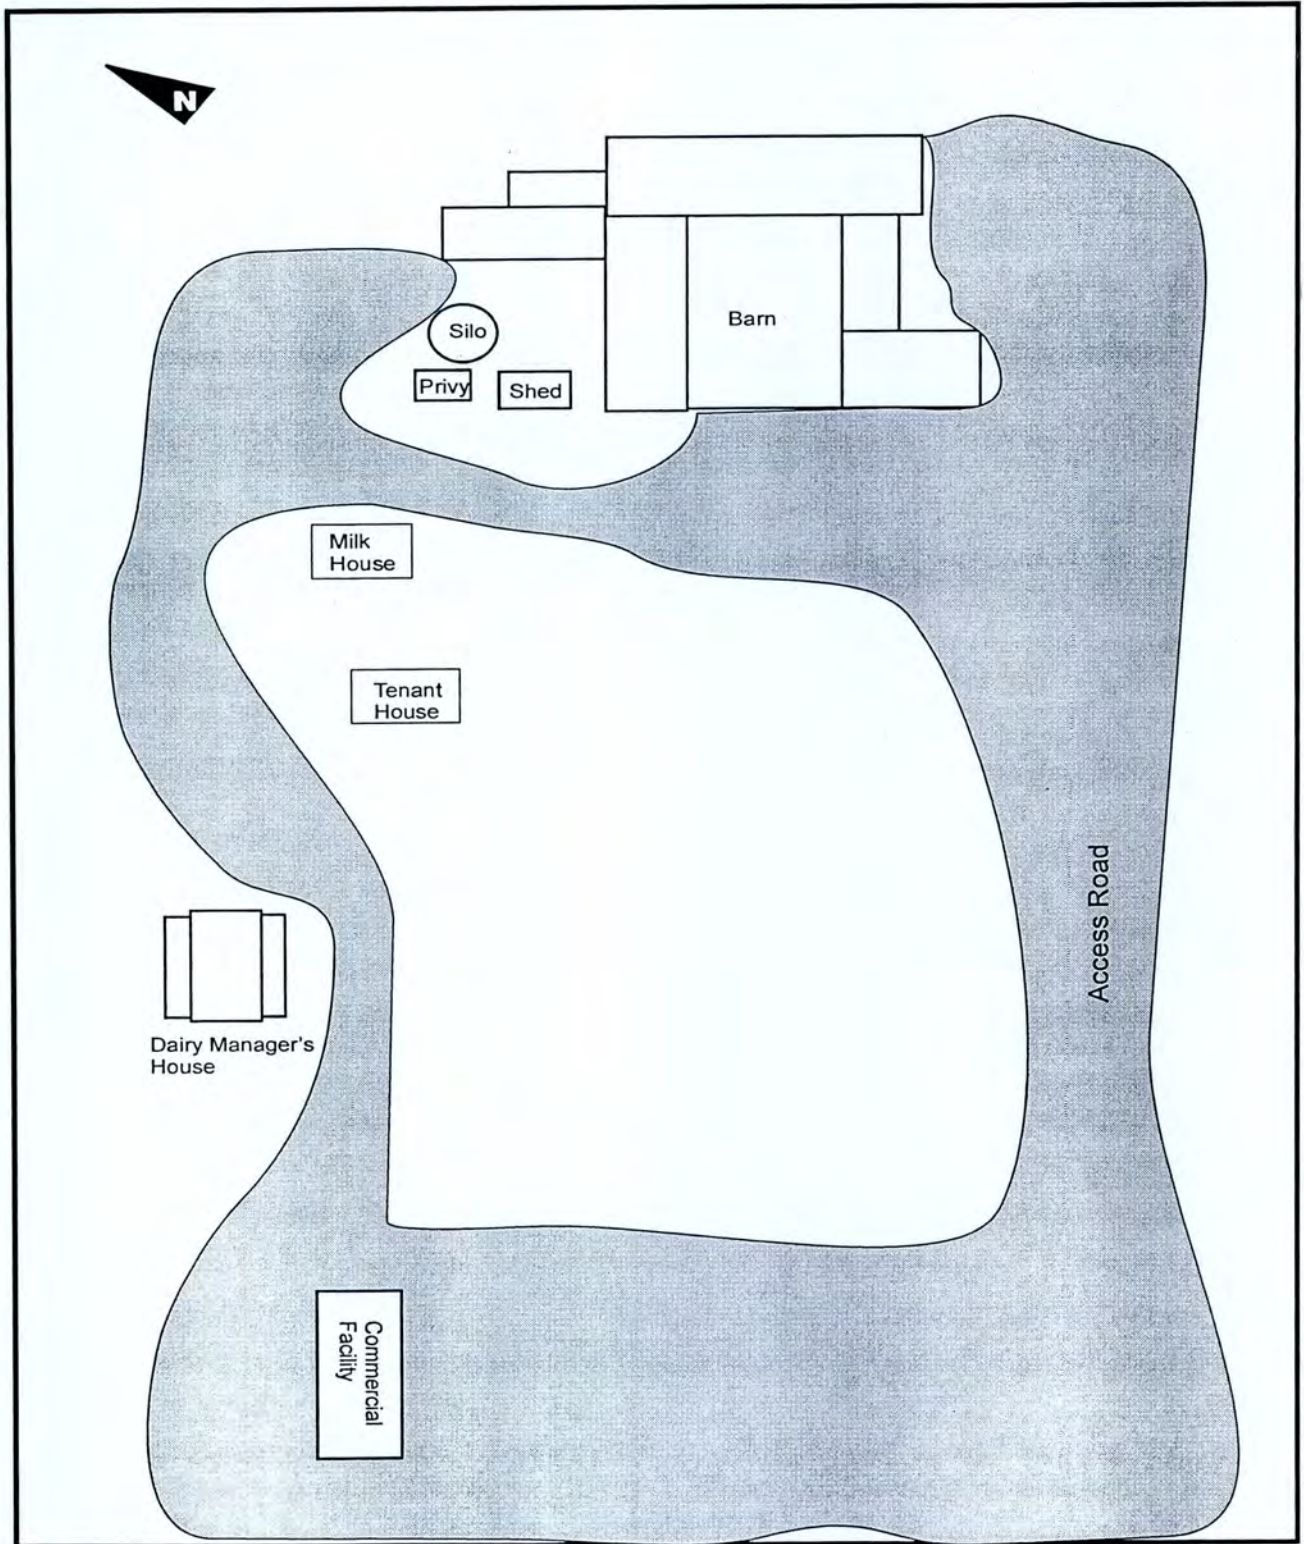 N
Barn
Silo
Privy
Shed
Milk
House
Tenant
House
Access Road
Dairy Manager's
House
Commercial
Facility